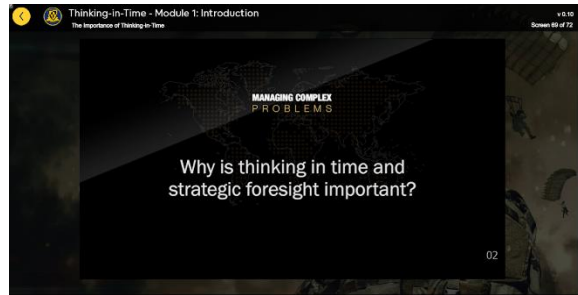 Thinking-in-Time - Module 1: Introduction
The Importance of Thinking-in-Time
v 0.10
Screen 69 of 72
MANAGING COMPLEX
PROBLEMS
Why is thinking in time and
strategic foresight important?
02